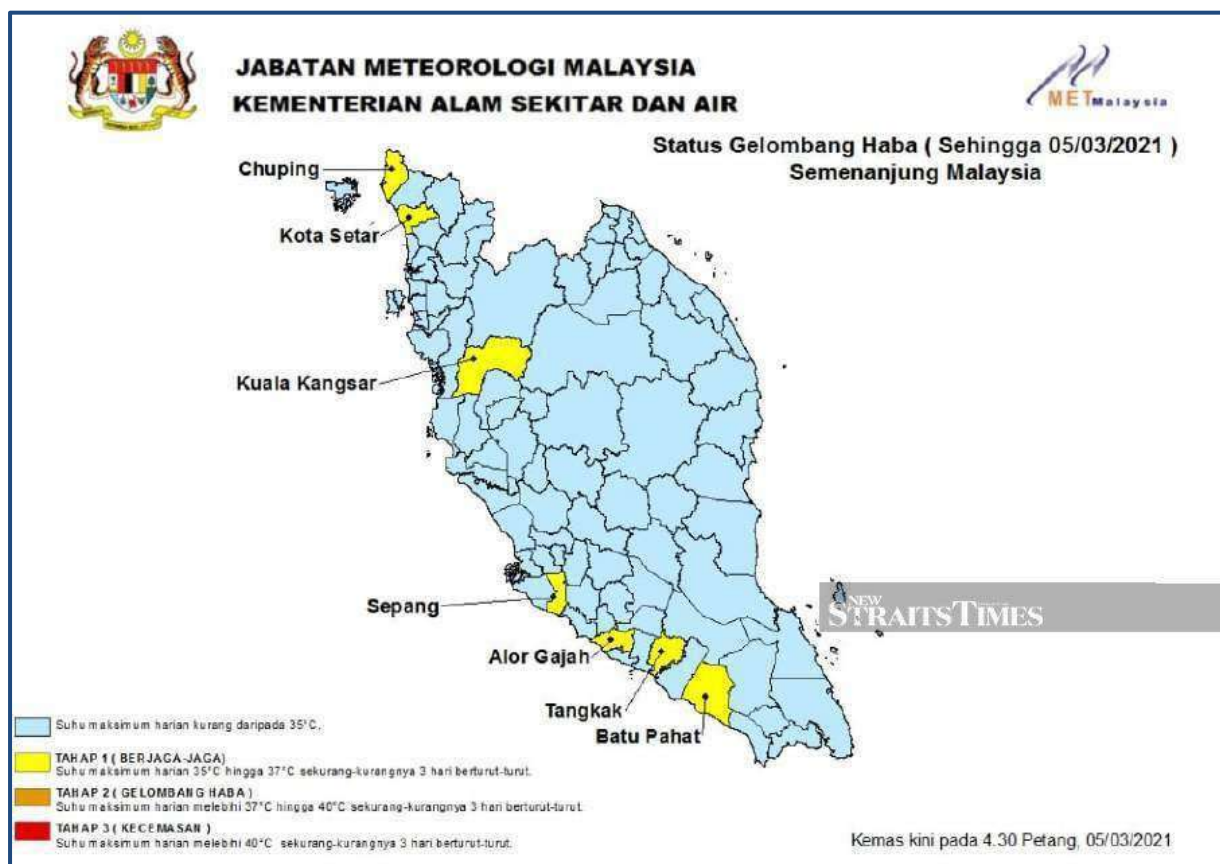 JABATAN METEOROLOGI MALAYSIA
KEMENTERIAN ALAM SEKITAR DAN AIR
METMalaysia
Status Gelombang Haba ( Sehingga 05/03/2021 )
Semenanjung Malaysia
Chuping
Kota Setar
Kuala Kangsar
Sepang
Alor Gajah
Tangkak
Batu Pahat
NEW
STRAITS TIMES
Suhu maksimum harian kurang daripada 35°C.
TAHAP 1 ( BERJAGA-JAGA)
Suhu maksimum harian 35°C hingga 37°C sekurang-kurangnya 3 hari berturut-turut.
TAHAP 2 ( GELOMBANG HABA )
Suhu maksimum harian melebihi 37°C hingga 40°C sekurang-kurangnya 3 hari berturut-turut.
TAHAP 3 ( KECEMASAN )
Suhu maksimum harian melebihi 40°C sekurang-kurangnya 3 hari berturut-turut.
Kemas kini pada 4.30 Petang, 05/03/2021